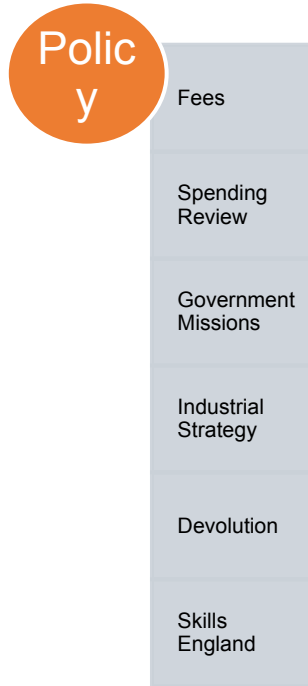 Polic
y
Fees
Spending
Review
Government
Missions
Industrial
Strategy
Devolution
Skills
England